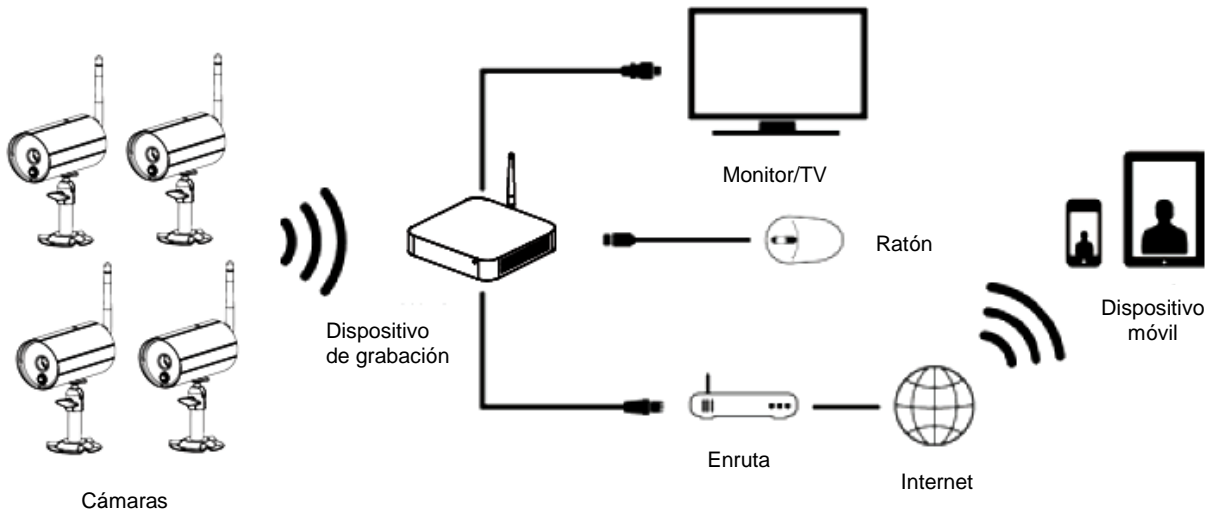 Monitor/TV
Ratón
Dispositivo
móvil
Dispositivo
de grabación
Enruta
Internet
Cámaras